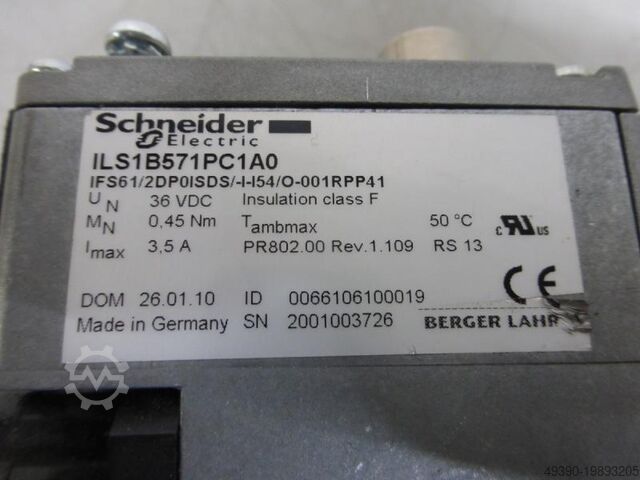 Schneider
Electric
ILS1B571PC1A0
IFS61/2DP0ISDS/-I-I54/O-001RPP41
UN 36 VDC Insulation class F
MN 0,45 Nm Tambmax 50 °C
Imax 3,5 A PR802.00 Rev.1.109 RS 13
c RU US
CE
DOM 26.01.10 ID 0066106100019
Made in Germany SN 2001003726 BERGER LAHR
49390-19893205